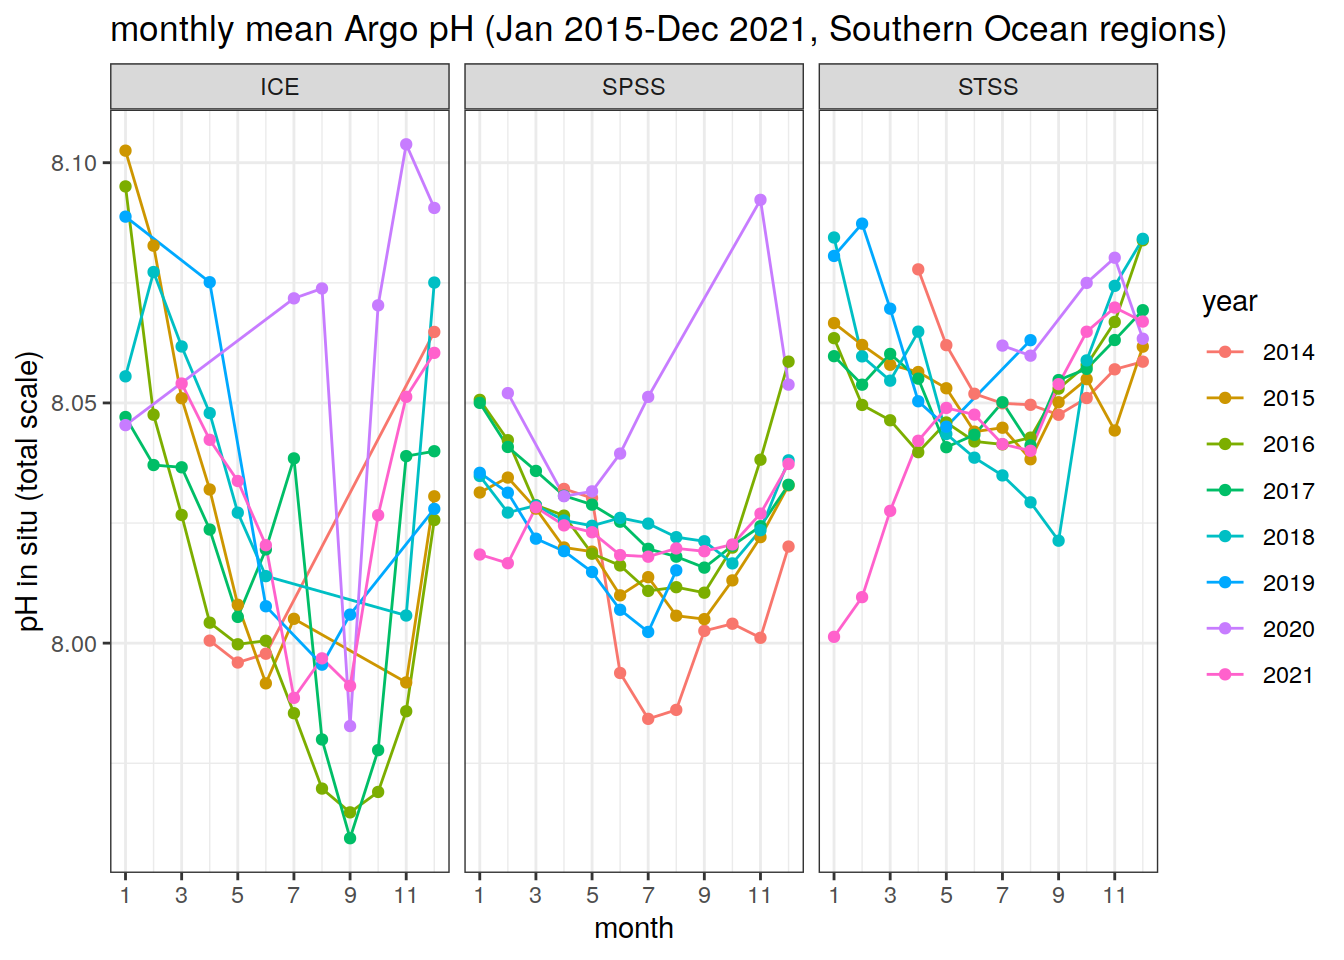 monthly mean Argo pH (Jan 2015-Dec 2021, Southern Ocean regions)
ICE SPSS STSS
8.10
8.05
8.00
pH in situ (total scale)
1 3 5 7 9 11 1 3 5 7 9 11 1 3 5 7 9 11
month
year
2014
2015
2016
2017
2018
2019
2020
2021